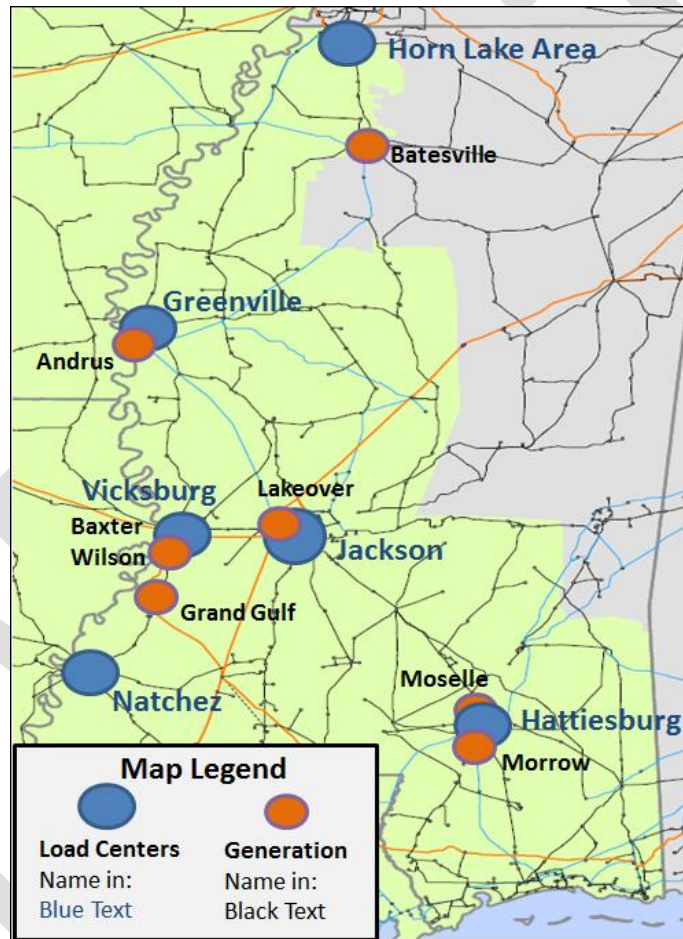 Horn Lake Area
Batesville
Greenville
Andrus
Vicksburg
Lakeover
Baxter
Wilson
Jackson
Grand Gulf
Natchez
Moselle
Hattiesburg
Morrow
Map Legend
Load Centers
Name in:
Blue Text
Generation
Name in:
Black Text